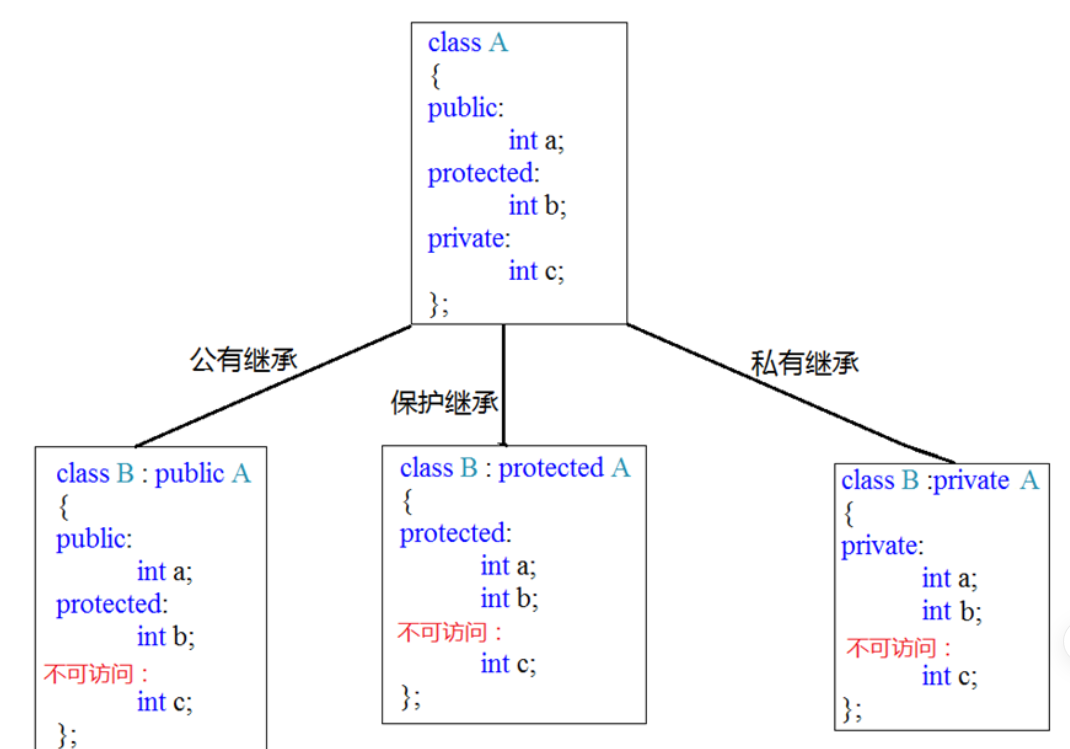 class A
{
public:
int a;
protected:
int b;
private:
int c;
};
公有继承
保护继承
私有继承
class B : public A
{
public:
int a;
protected:
int b;
不可访问：
int c;
};
class B : protected A
{
protected:
int a;
int b;
不可访问：
int c;
};
class B :private A
{
private:
int a;
int b;
不可访问：
int c;
};